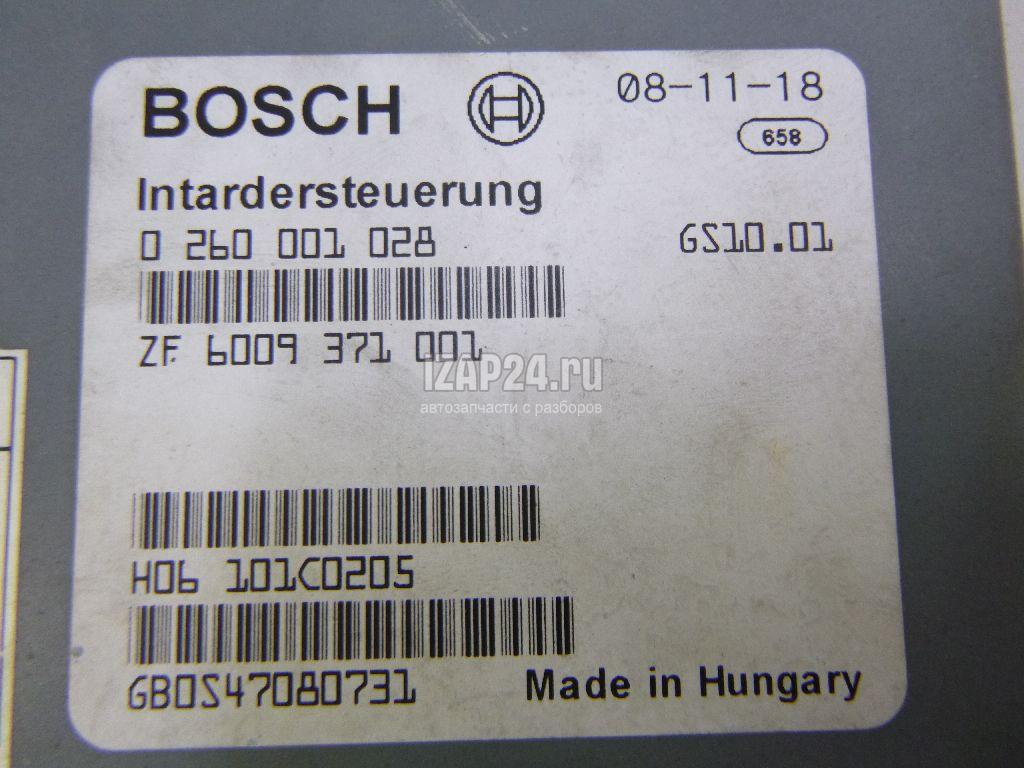 BOSCH
08-11-18
658
Intardersteuerung
0 260 001 028
GS10.01
ZF. 6009 371 001
IZAP24.ru
автозапчасти с разборов
H06 101C0205
GB0S47080731
Made in Hungary